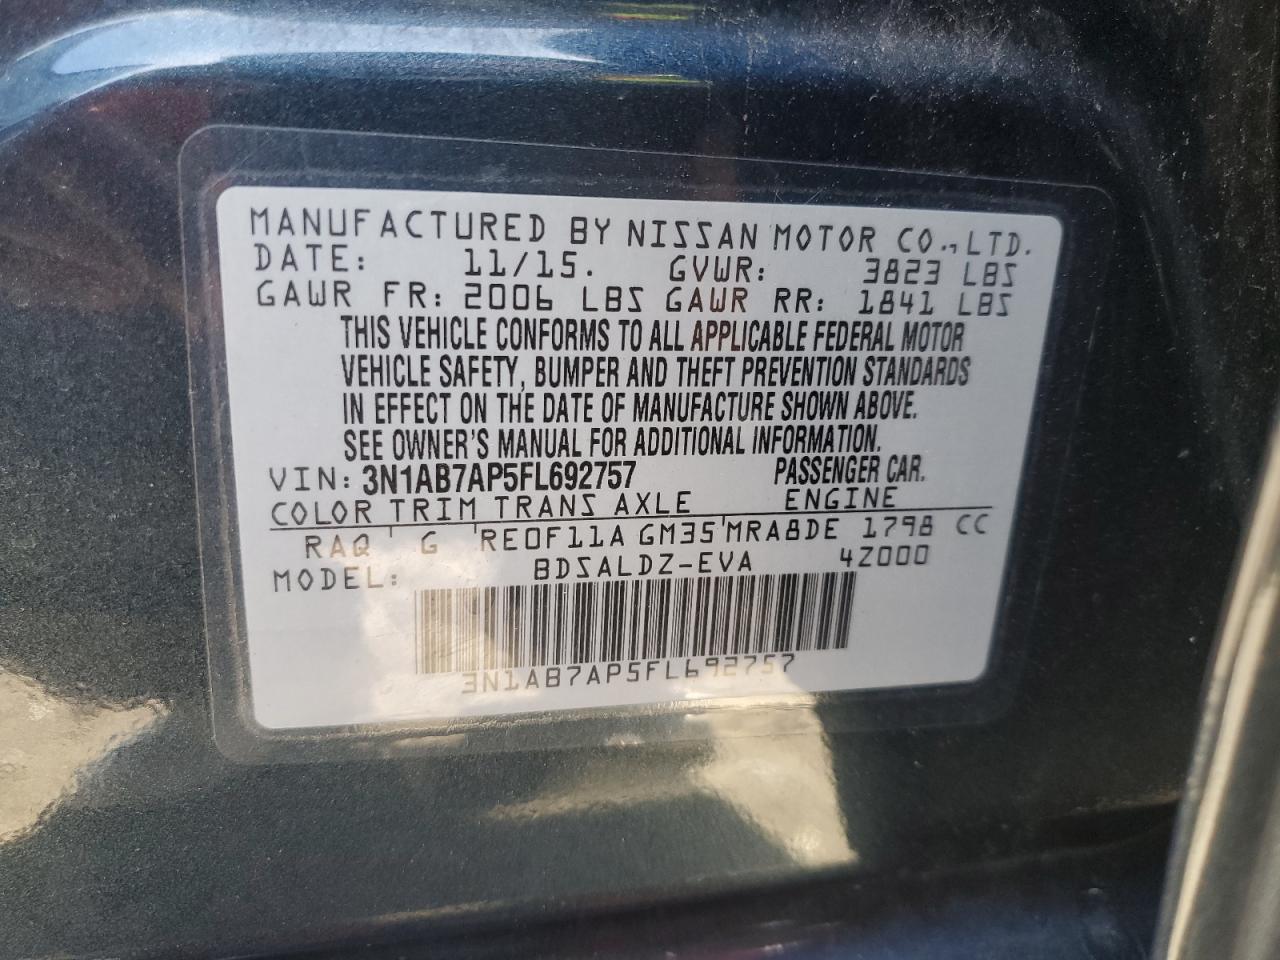 MANUFACTURED BY NISSAN MOTOR CO., LTD.
DATE: 11/15. GVWR: 3823 LBS
GAWR FR: 2006 LBS GAWR RR: 1841 LBS
THIS VEHICLE CONFORMS TO ALL APPLICABLE FEDERAL MOTOR
VEHICLE SAFETY, BUMPER AND THEFT PREVENTION STANDARDS
IN EFFECT ON THE DATE OF MANUFACTURE SHOWN ABOVE.
SEE OWNER'S MANUAL FOR ADDITIONAL INFORMATION.
VIN: 3N1AB7AP5FL692757 PASSENGER CAR.
COLOR TRIM TRANS AXLE ENGINE
RAQ G RE0F11A GM35 MRA8DE 1798 CC
MODEL: BDSALDZ-EVA 4Z000
3N1AB7AP5FL692757